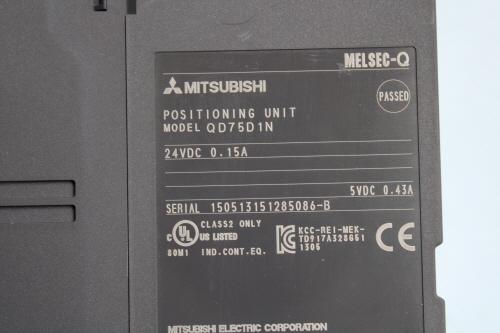 MELSEC-Q
MITSUBISHI
PASSED
POSITIONING UNIT
MODEL QD75D1N
24VDC 0.15A
5VDC 0.43A
SERIAL 150513151285086-B
CLASS2 ONLY
c UL US LISTED
80M1 IND.CONT.EQ.
KCC-REI-MEK-
TD917A328G51
1305
CE
MITSUBISHI ELECTRIC CORPORATION